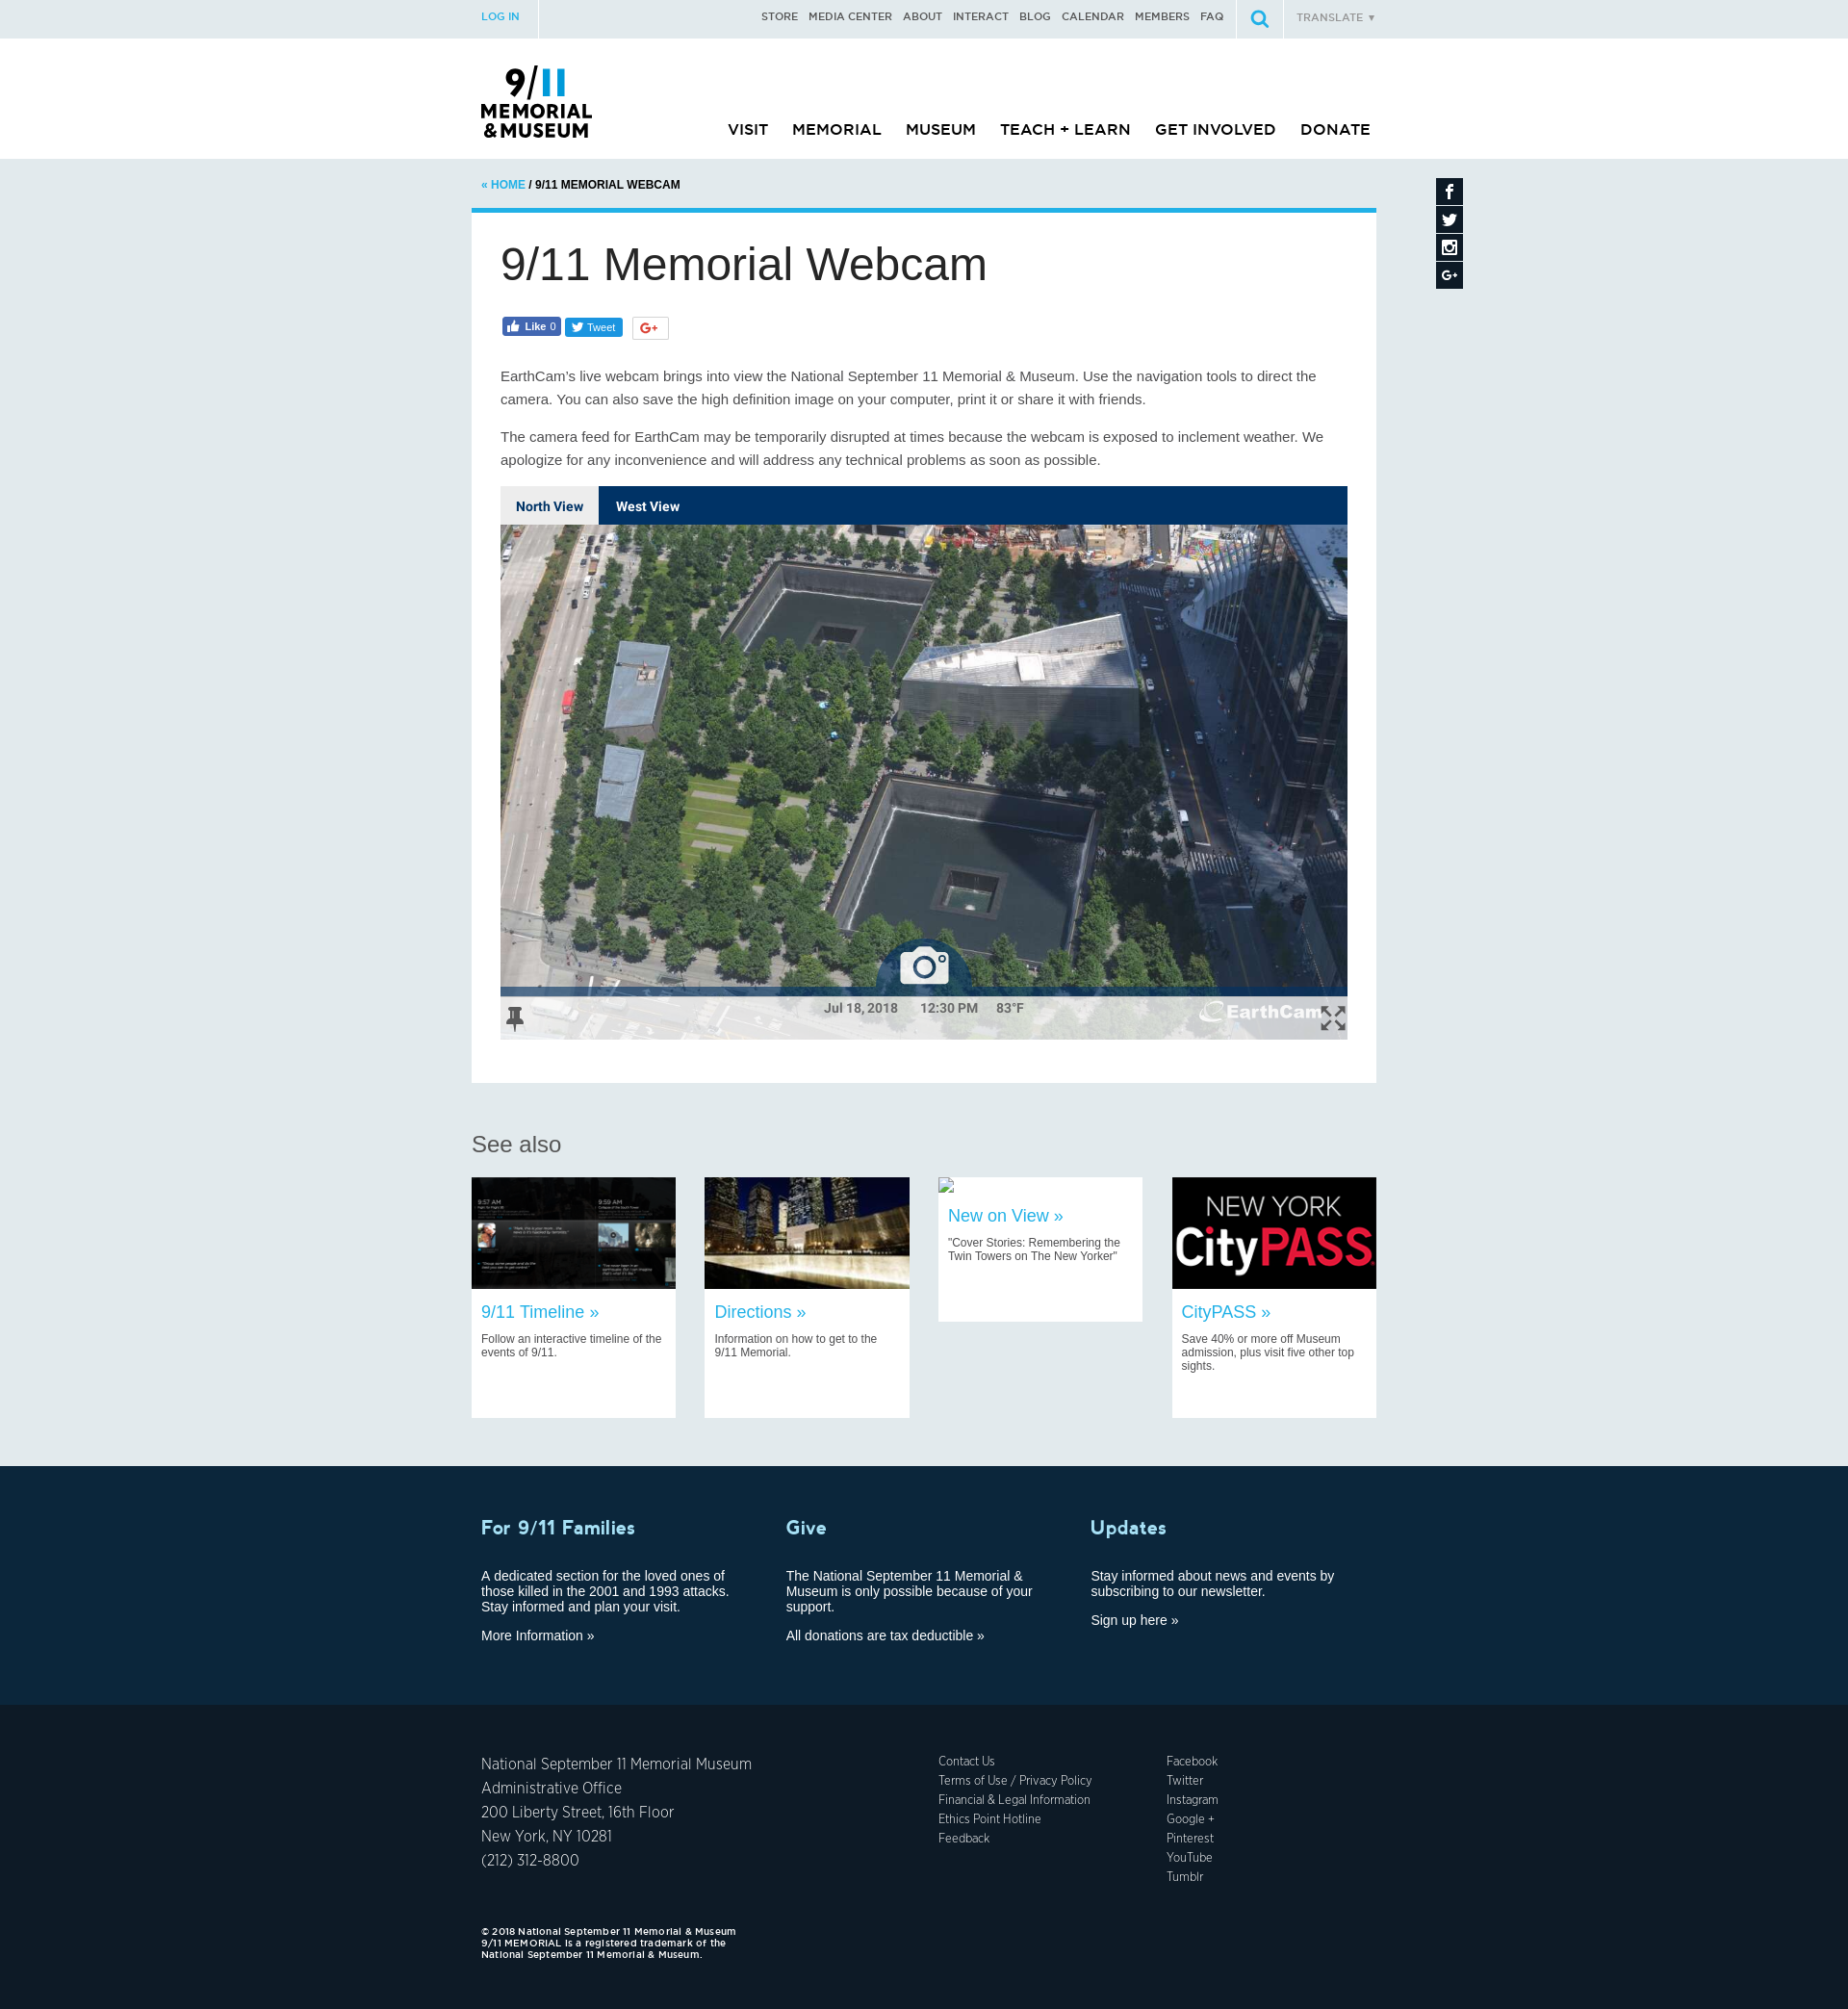 LOG IN
STORE MEDIA CENTER ABOUT INTERACT BLOG CALENDAR MEMBERS FAQ
TRANSLATE ▼
9/11
MEMORIAL
&MUSEUM
VISIT MEMORIAL MUSEUM TEACH + LEARN GET INVOLVED DONATE
« HOME / 9/11 MEMORIAL WEBCAM
9/11 Memorial Webcam
Like 0 Tweet G+
EarthCam's live webcam brings into view the National September 11 Memorial & Museum. Use the navigation tools to direct the
camera. You can also save the high definition image on your computer, print it or share it with friends.
The camera feed for EarthCam may be temporarily disrupted at times because the webcam is exposed to inclement weather. We
apologize for any inconvenience and will address any technical problems as soon as possible.
North View West View
Jul 18, 2018 12:30 PM 83°F
EarthCam
See also
9:57 AM
9:59 AM
NEW YORK
CityPASS
9/11 Timeline »
Follow an interactive timeline of the
events of 9/11.
Directions »
Information on how to get to the
9/11 Memorial.
New on View »
"Cover Stories: Remembering the
Twin Towers on The New Yorker"
CityPASS »
Save 40% or more off Museum
admission, plus visit five other top
sights.
For 9/11 Families
A dedicated section for the loved ones of
those killed in the 2001 and 1993 attacks.
Stay informed and plan your visit.
More Information »
Give
The National September 11 Memorial &
Museum is only possible because of your
support.
All donations are tax deductible »
Updates
Stay informed about news and events by
subscribing to our newsletter.
Sign up here »
National September 11 Memorial Museum
Administrative Office
200 Liberty Street, 16th Floor
New York, NY 10281
(212) 312-8800
Contact Us
Terms of Use / Privacy Policy
Financial & Legal Information
Ethics Point Hotline
Feedback
Facebook
Twitter
Instagram
Google +
Pinterest
YouTube
Tumblr
© 2018 National September 11 Memorial & Museum
9/11 MEMORIAL is a registered trademark of the
National September 11 Memorial & Museum.